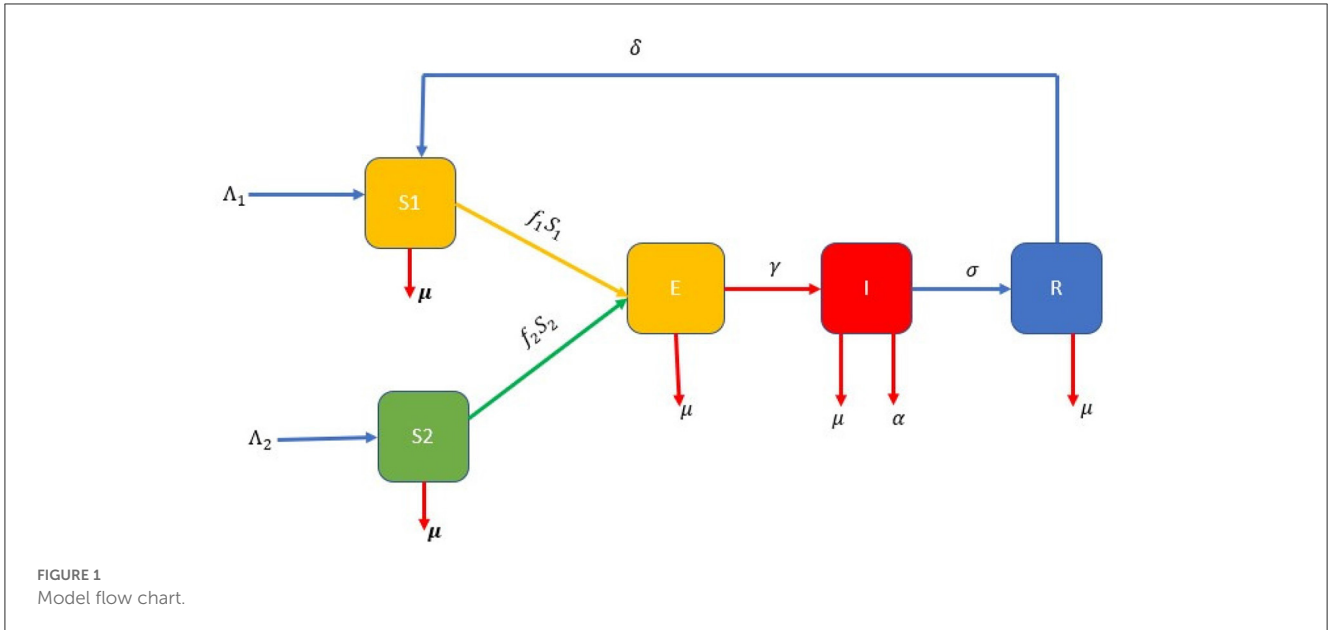 δ
Λ₁
S1
f₁S₁
μ
E
γ
I
σ
R
f₂S₂
μ
μ
α
μ
Λ₂
S2
μ
FIGURE 1
Model flow chart.